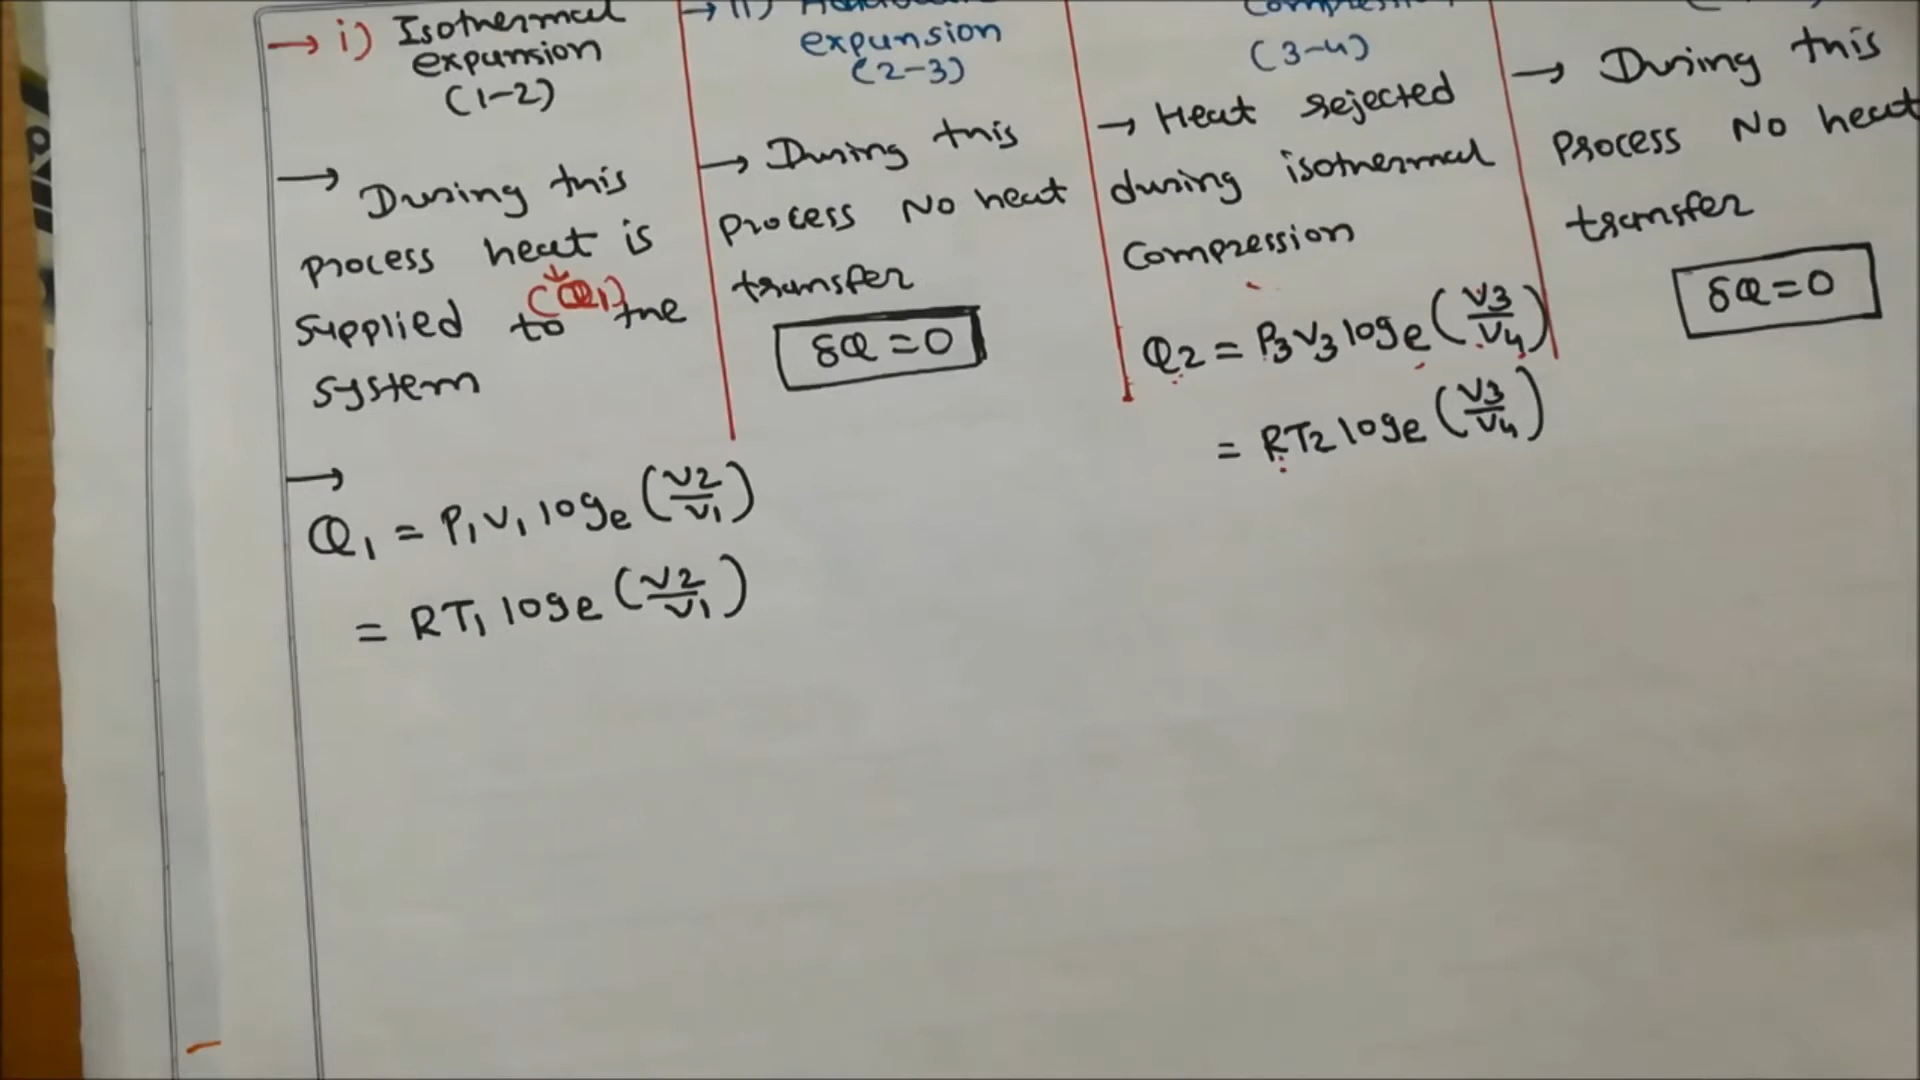 → i) Isothermal
expansion
(1-2)
→ During this
process heat is
(Q1)
supplied to the
system
→
Q1 = P1V1 loge (V2/V1)
= RT1 loge (V2/V1)
→ ii)
expansion
(2-3)
→ During this
process No heat
transfer
δQ = 0
(3-4)
→ Heat rejected
during isothermal
Compression
Q2 = P3V3 loge (V3/V4)
= RT2 loge (V3/V4)
→ During this
Process No heat
transfer
δQ = 0